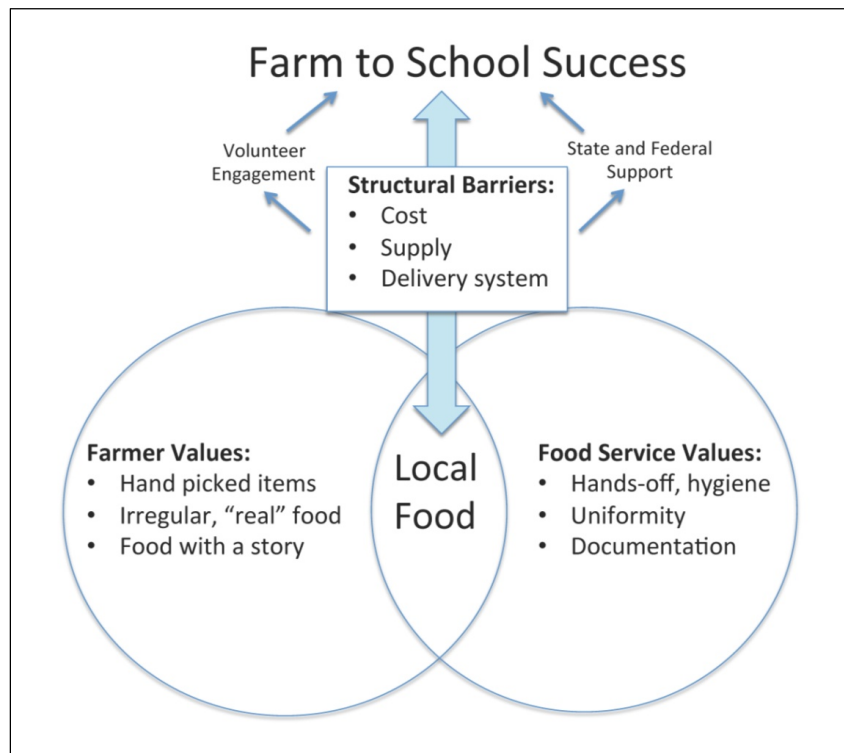 Farm to School Success
Volunteer
Engagement
State and Federal
Support
Structural Barriers:
• Cost
• Supply
• Delivery system
Farmer Values:
• Hand picked items
• Irregular, “real” food
• Food with a story
Local
Food
Food Service Values:
• Hands-off, hygiene
• Uniformity
• Documentation